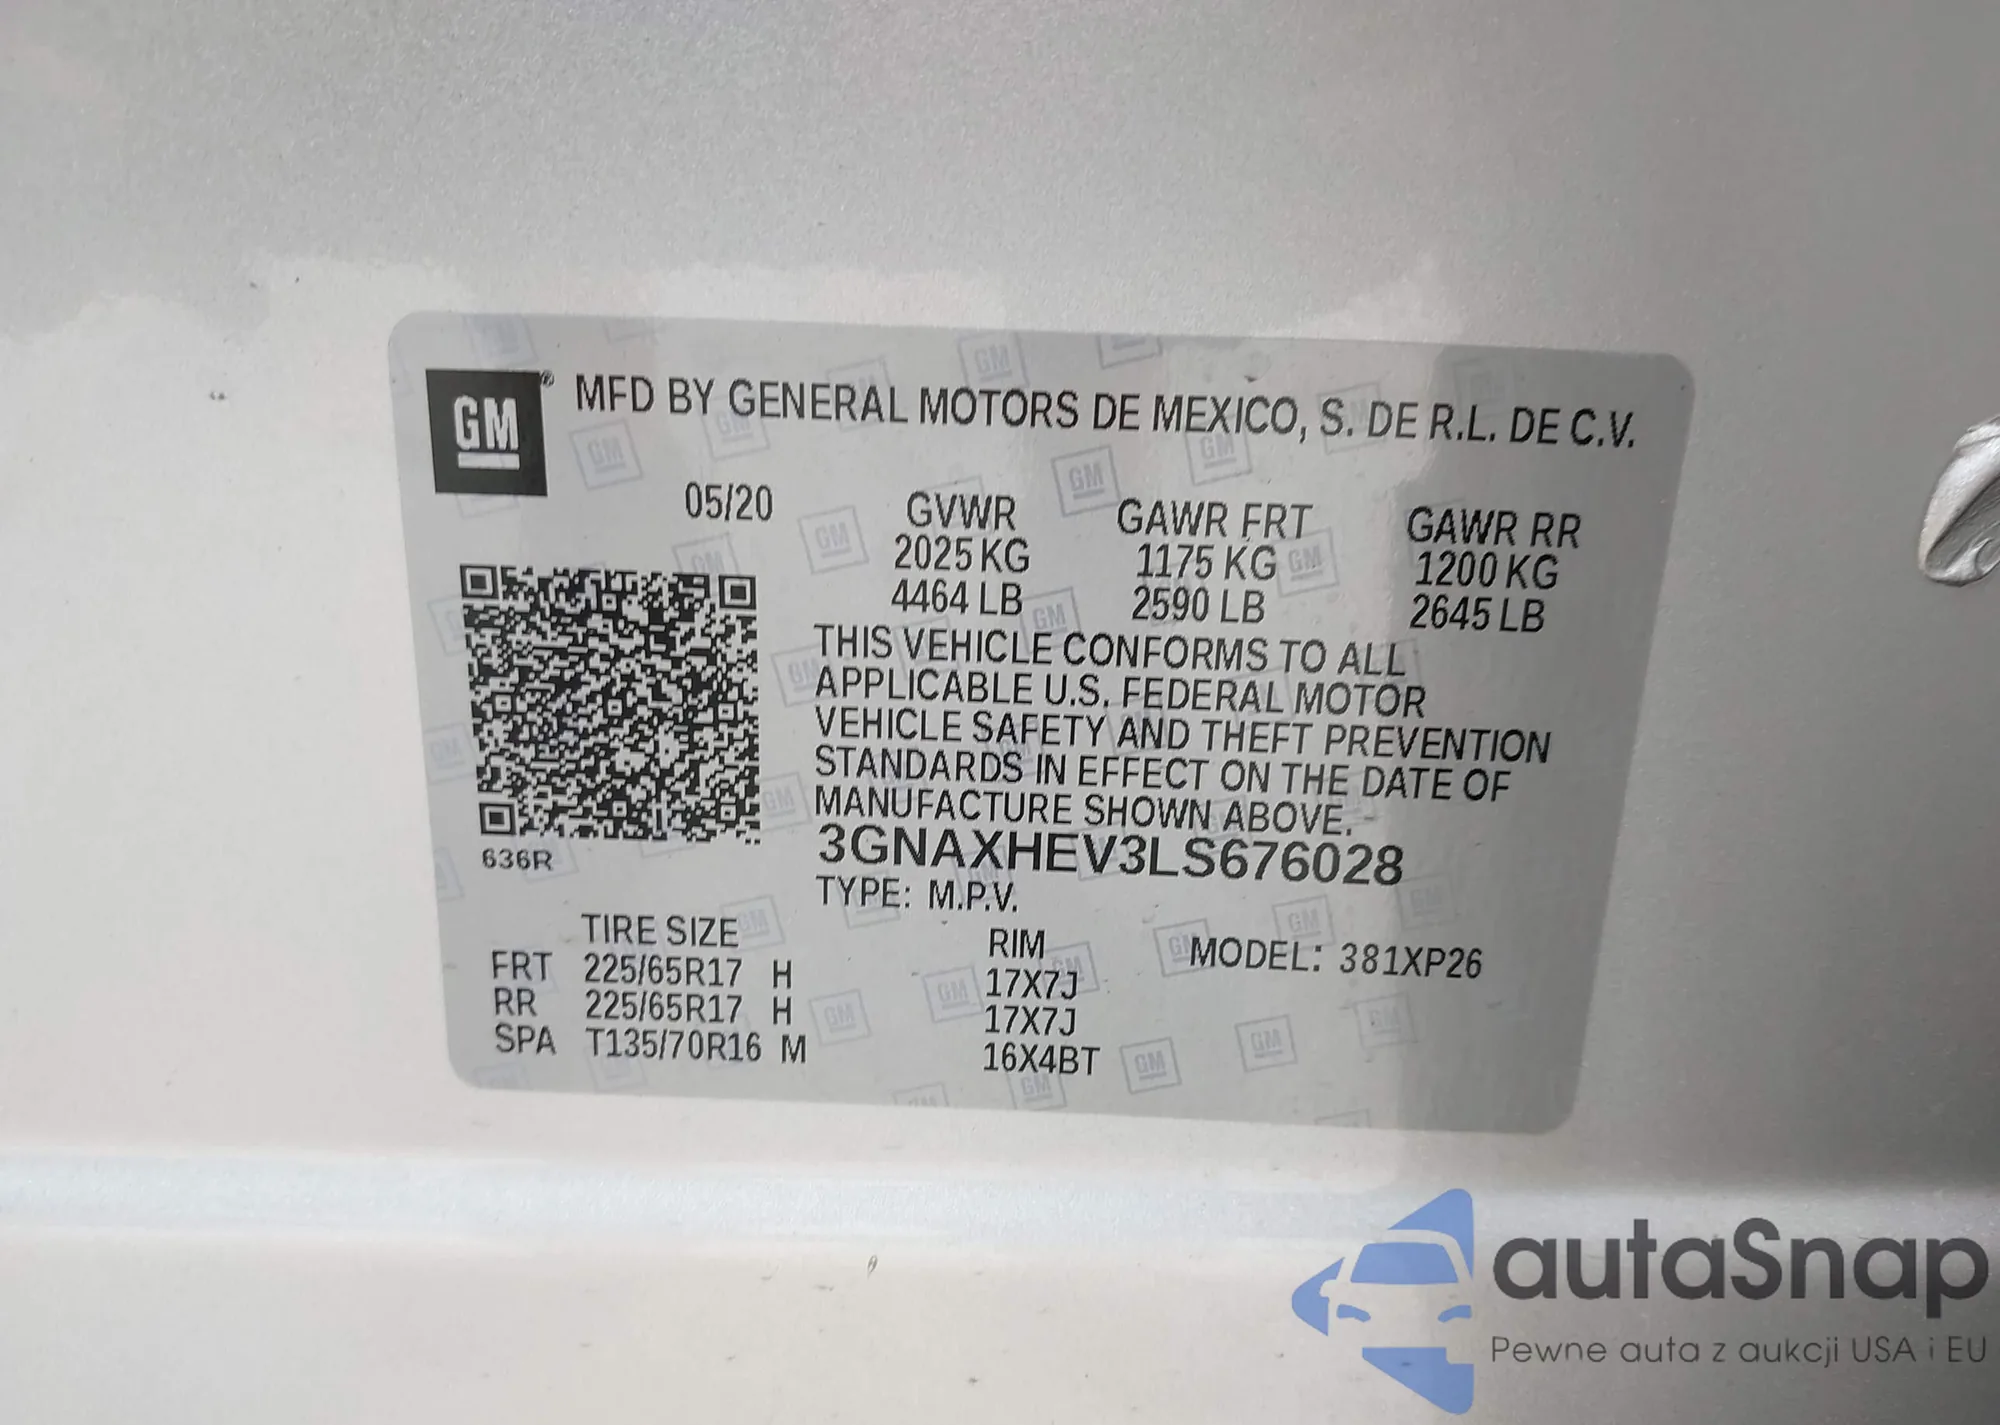 GM
MFD BY GENERAL MOTORS DE MEXICO, S. DE R.L. DE C.V.
05/20 GVWR GAWR FRT GAWR RR
2025 KG 1175 KG 1200 KG
4464 LB 2590 LB 2645 LB
THIS VEHICLE CONFORMS TO ALL
APPLICABLE U.S. FEDERAL MOTOR
VEHICLE SAFETY AND THEFT PREVENTION
STANDARDS IN EFFECT ON THE DATE OF
MANUFACTURE SHOWN ABOVE.
3GNAXHEV3LS676028
636R
TYPE: M.P.V.
TIRE SIZE RIM MODEL: 381XP26
FRT 225/65R17 H 17X7J
RR 225/65R17 H 17X7J
SPA T135/70R16 M 16X4BT
autaSnap
Pewne auta z aukcji USA i EU